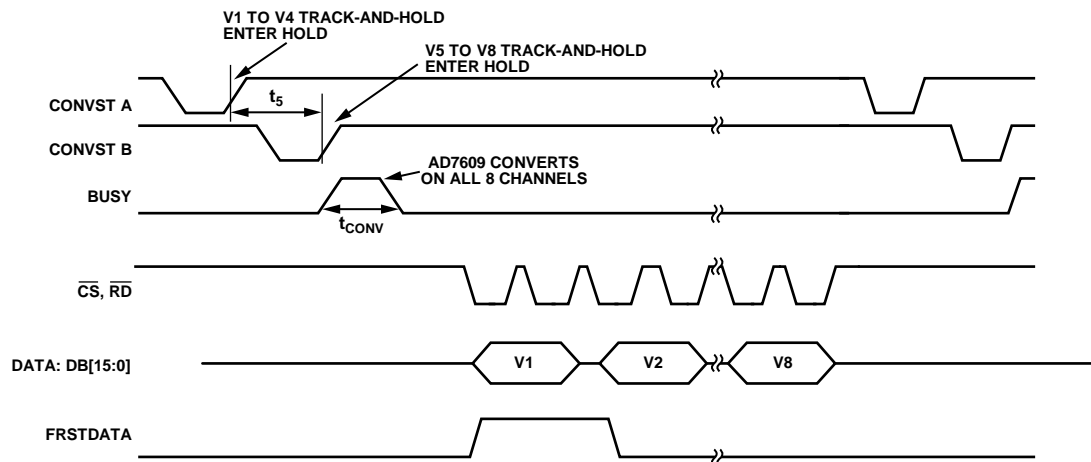 V1 TO V4 TRACK-AND-HOLD
ENTER HOLD
V5 TO V8 TRACK-AND-HOLD
ENTER HOLD
CONVST A
t5
CONVST B
AD7609 CONVERTS
ON ALL 8 CHANNELS
BUSY
tCONV
CS, RD
DATA: DB[15:0]
V1
V2
V8
FRSTDATA